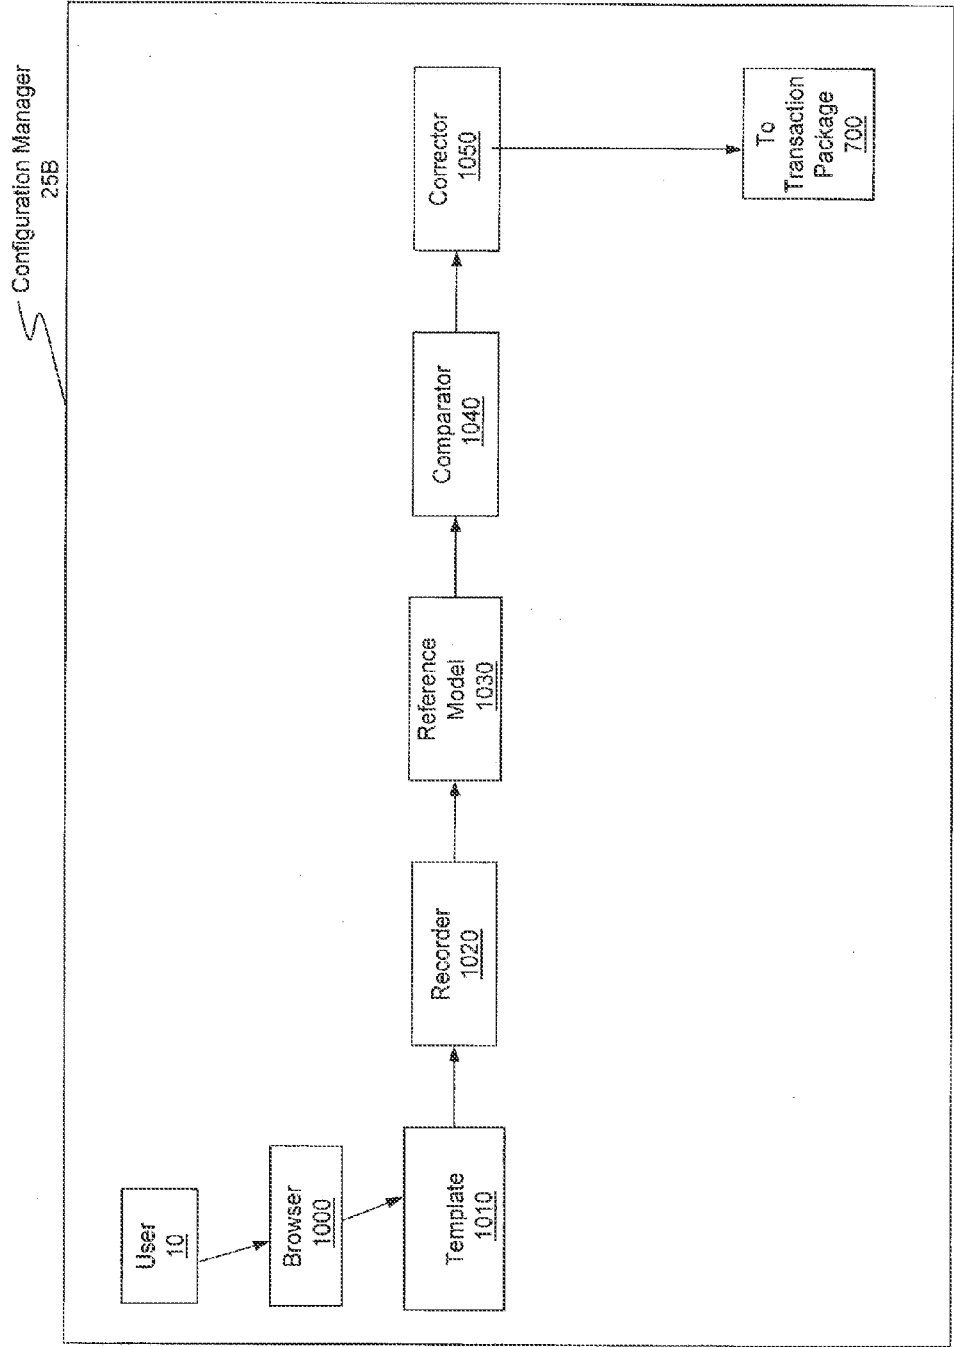 Configuration Manager
25B
User
10
Browser
1000
Template
1010
Recorder
1020
Reference
Model
1030
Comparator
1040
Corrector
1050
To
Transaction
Package
700